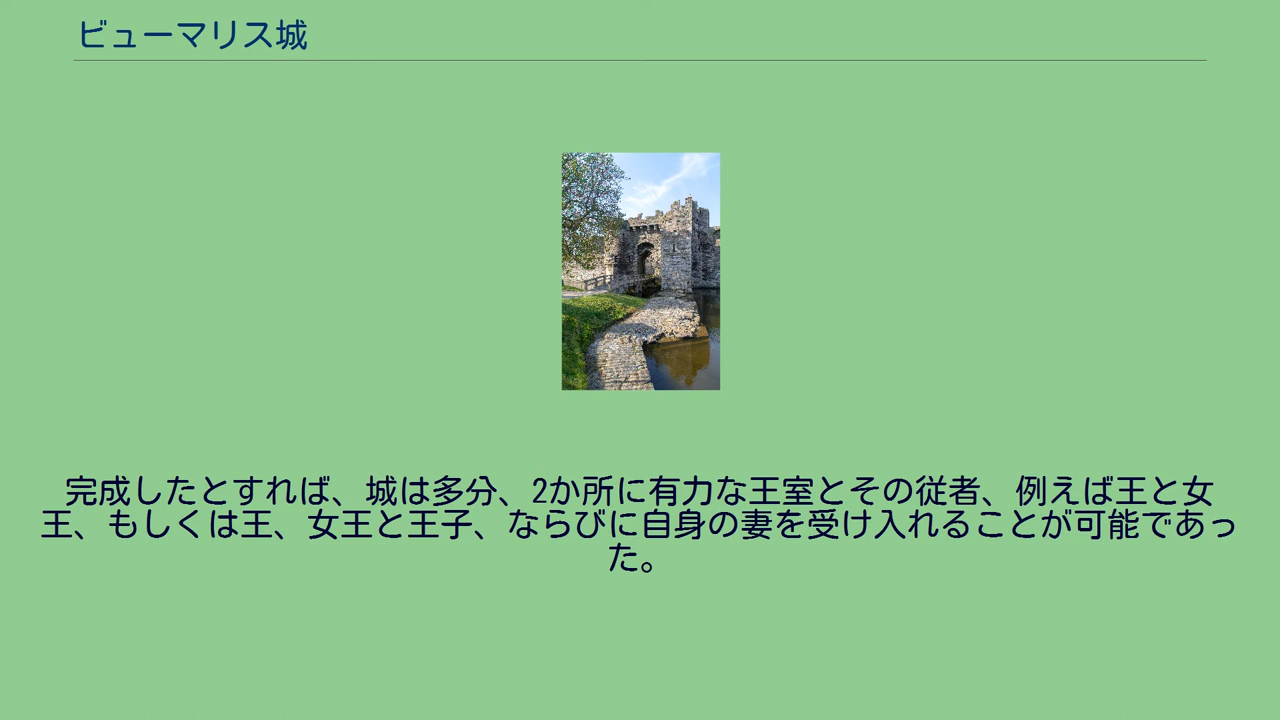 ビューマリス城
完成したとすれば、城は多分、2か所に有力な王室とその従者、例えば王と女
王、もしくは王、女王と王子、ならびに自身の妻を受け入れることが可能であっ
た。